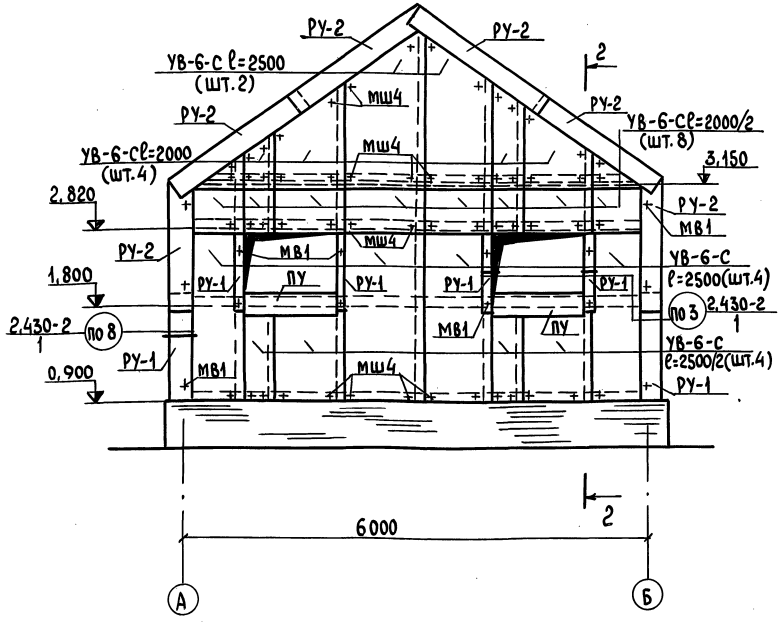 РУ-2
РУ-2
2
УВ-6-С ℓ=2500
(ШТ.2)
МШ4
РУ-2
РУ-2
УВ-6-Сℓ=2000/2
(ШТ.8)
МШ4
УВ-6-Сℓ=2000
(ШТ.4)
3,150
2,820
РУ-2
МВ1
МШ4
РУ-2
МВ1
УВ-6-С
ℓ=2500(ШТ.4)
1,800
РУ-1
ПУ
РУ-1
РУ-1
РУ-1
2,430-2
1
по 8
по 3
2,430-2
1
МВ1
ПУ
УВ-6-С
ℓ=2500/2(ШТ.4)
РУ-1
МВ1
МШ4
РУ-1
0,900
2
6000
А
Б